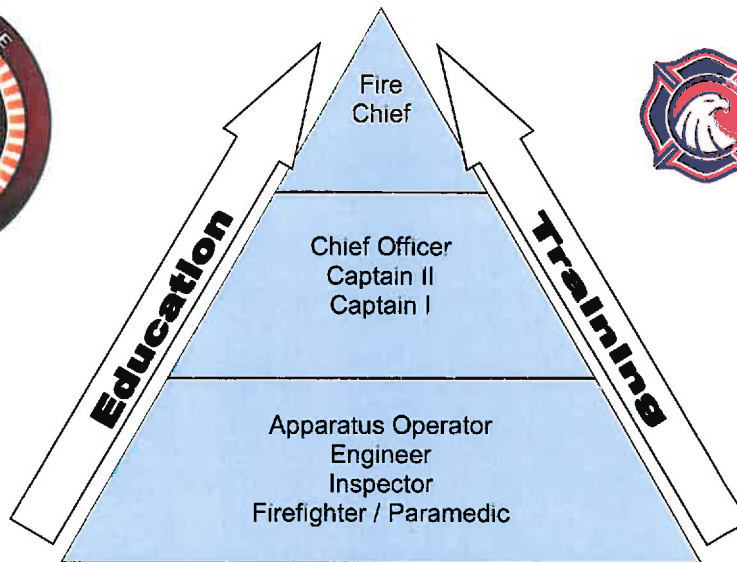 Fire
Chief
Chief Officer
Captain II
Captain I
Apparatus Operator
Engineer
Inspector
Firefighter / Paramedic
Education
Training